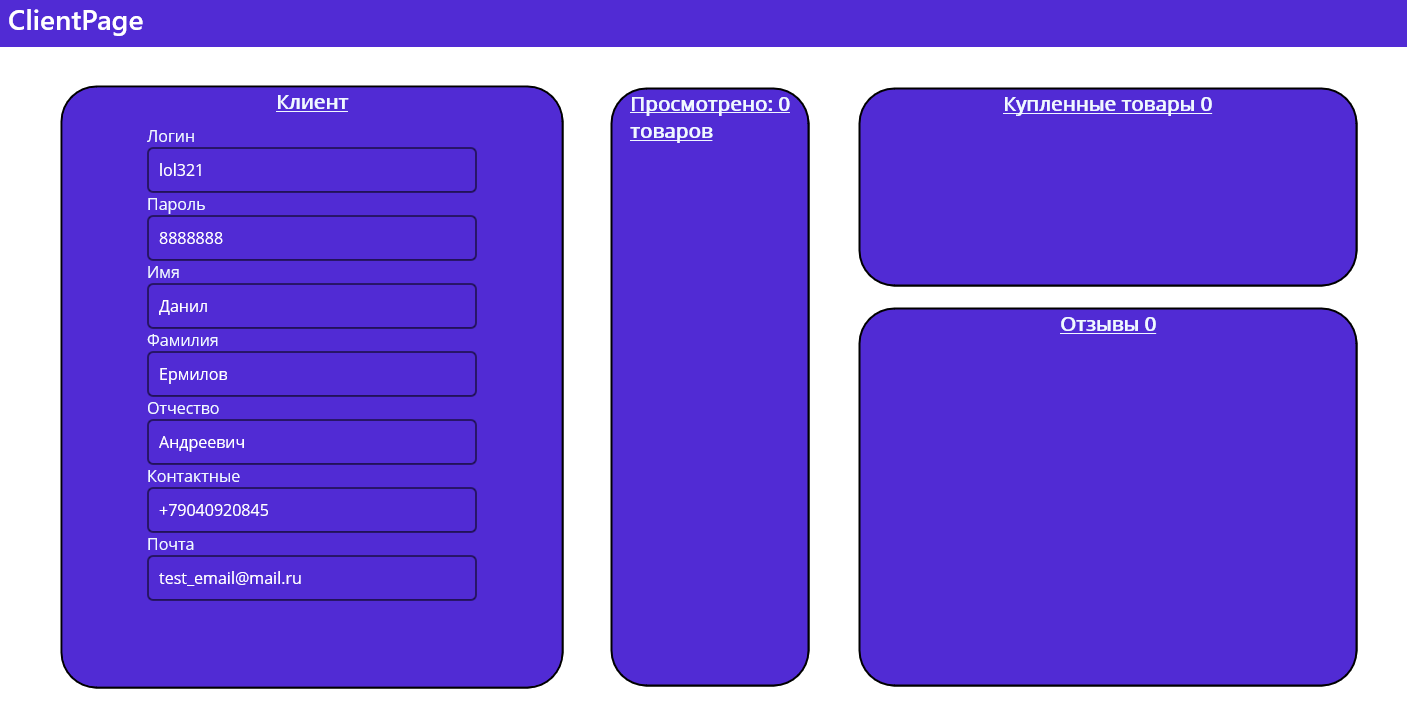 ClientPage
Клиент
Логин
lol321
Пароль
8888888
Имя
Данил
Фамилия
Ермилов
Отчество
Андреевич
Контактные
+79040920845
Почта
test_email@mail.ru
Просмотрено: 0
товаров
Купленные товары 0
Отзывы 0